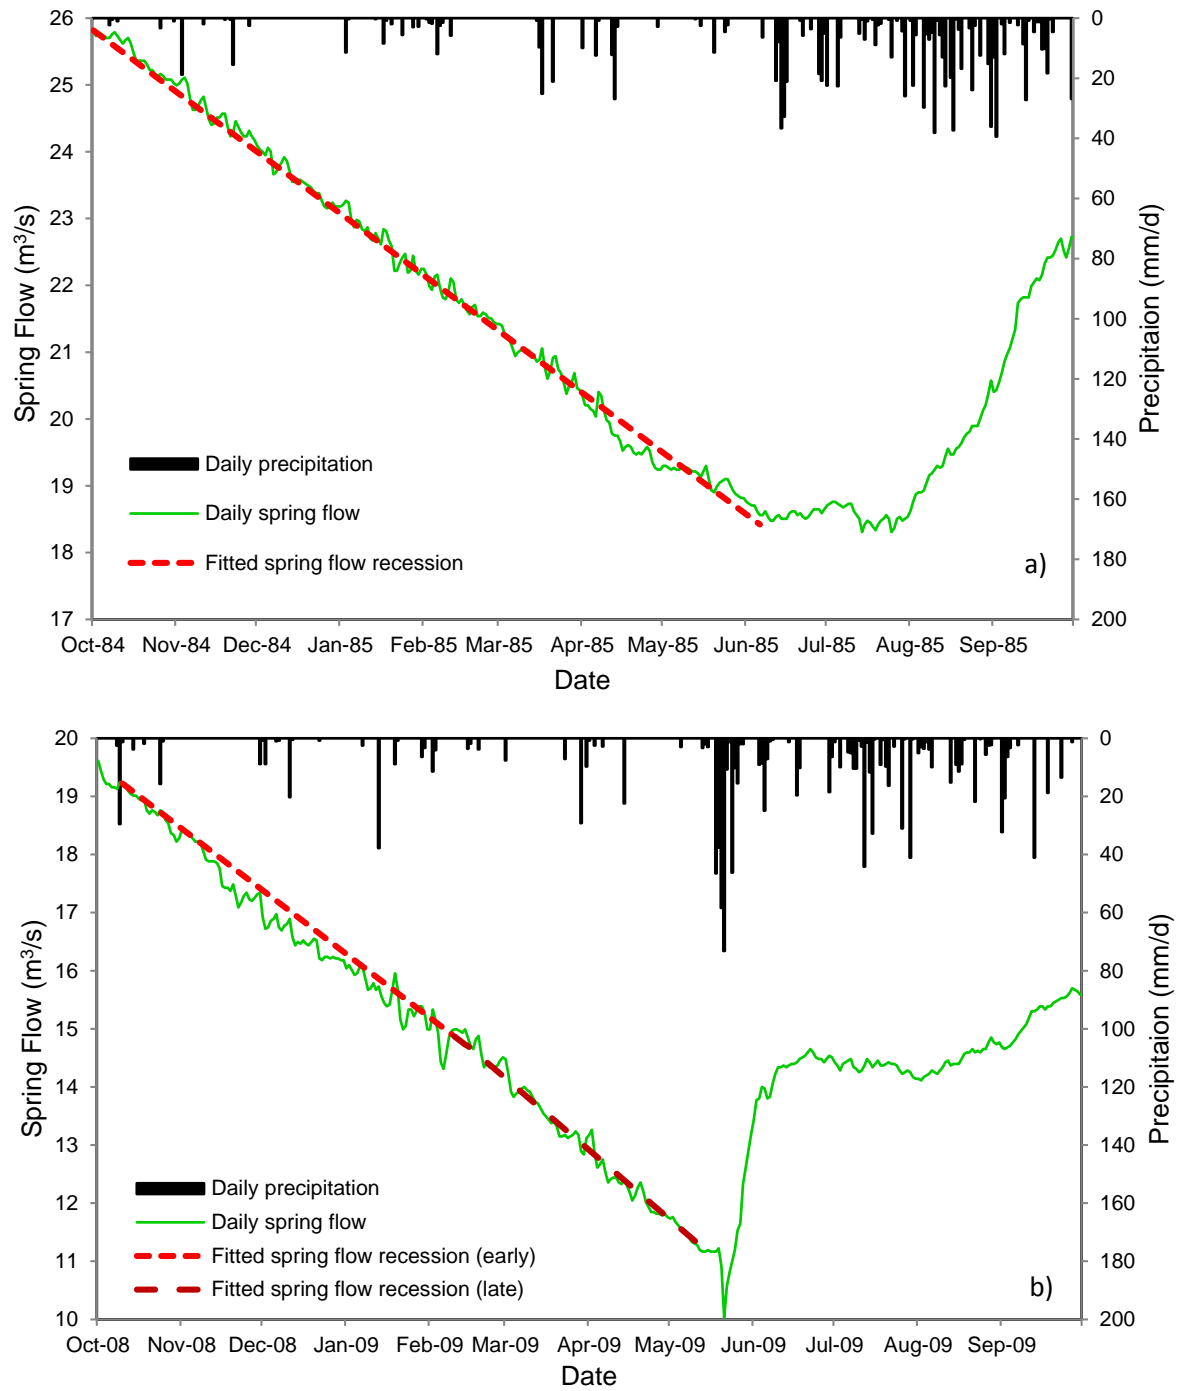 26
25
24
23
22
21
20
19
18
17
Spring Flow (m³/s)
0
20
40
60
80
100
120
140
160
180
200
Precipitaion (mm/d)
Daily precipitation
Daily spring flow
Fitted spring flow recession
a)
Oct-84 Nov-84 Dec-84 Jan-85 Feb-85 Mar-85 Apr-85 May-85 Jun-85 Jul-85 Aug-85 Sep-85
Date
20
19
18
17
16
15
14
13
12
11
10
Spring Flow (m³/s)
0
20
40
60
80
100
120
140
160
180
200
Precipitaion (mm/d)
Daily precipitation
Daily spring flow
Fitted spring flow recession (early)
Fitted spring flow recession (late)
b)
Oct-08 Nov-08 Dec-08 Jan-09 Feb-09 Mar-09 Apr-09 May-09 Jun-09 Jul-09 Aug-09 Sep-09
Date